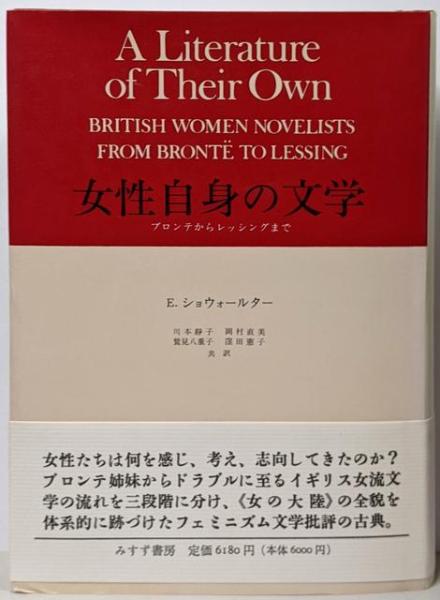 A Literature
of Their Own
BRITISH WOMEN NOVELISTS
FROM BRONTË TO LESSING
女性自身の文学
ブロンテからレッシングまで
E. ショウォールター
川本静子 岡村直美
鷲見八重子 窪田憲子
共訳
女性たちは何を感じ、考え、志向してきたのか?
ブロンテ姉妹からドラブルに至るイギリス女流文
学の流れを三段階に分け、《女の大陸》の全貌を
体系的に跡づけたフェミニズム文学批評の古典。
みすず書房 定価6180円(本体6000円)